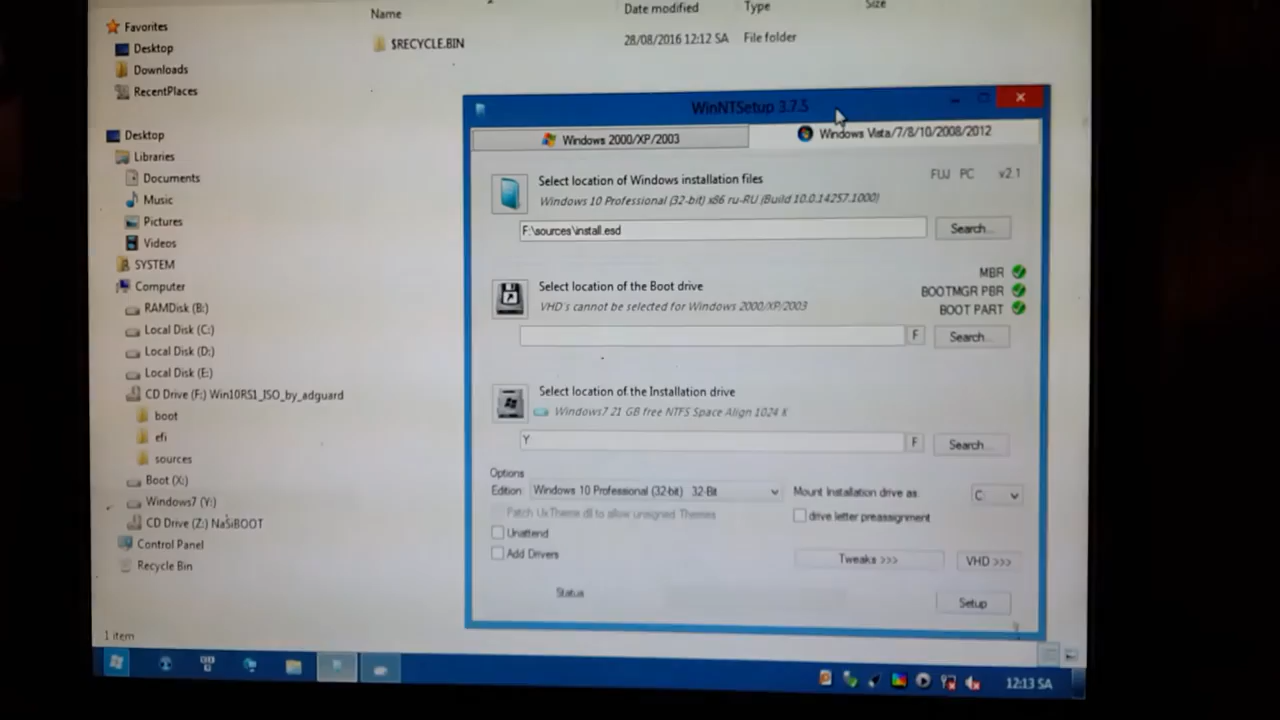 Name
Date modified
Type
Size
Favorites
Desktop
Downloads
RecentPlaces
$RECYCLE.BIN
28/08/2016 12:12 SA
File folder
Desktop
Libraries
Documents
Music
Pictures
Videos
SYSTEM
Computer
RAMDisk (B:)
Local Disk (C:)
Local Disk (D:)
Local Disk (E:)
CD Drive (F:) Win10RS1_ISO_by_adguard
boot
efi
sources
Boot (X:)
Windows7 (Y:)
CD Drive (Z:) NaSiBOOT
Control Panel
Recycle Bin
1 item
WinNTSetup 3.7.5
Windows 2000/XP/2003
Windows Vista/7/8/10/2008/2012
Select location of Windows installation files
FUJ PC v2.1
Windows 10 Professional (32-bit) x86 ru-RU (Build 10.0.14257.1000)
F:\sources\install.esd
Search...
MBR
Select location of the Boot drive
BOOTMGR PBR
VHD's cannot be selected for Windows 2000/XP/2003
BOOT PART
F
Search...
Select location of the Installation drive
Windows7 21 GB free NTFS Space Align 1024 K
Y:
F
Search...
Options
Edition: Windows 10 Professional (32-bit) 32-Bit
Mount Installation drive as:
C:
Patch UxTheme.dll to allow unsigned Themes
drive letter preassignment
Unattend
Add Drivers
Tweaks >>>
VHD >>>
Status
Setup
12:13 SA